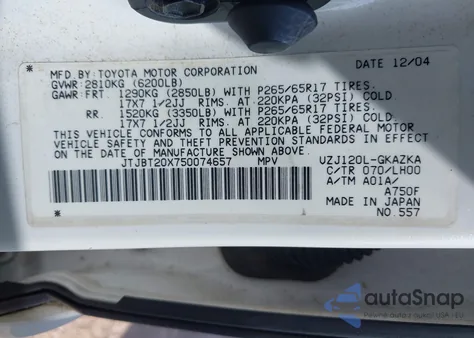 MFD. BY: TOYOTA MOTOR CORPORATION DATE 12/04
GVWR: 2810KG (6200LB)
GAWR: FRT. 1290KG (2850LB) WITH P265/65R17 TIRES.
17X7 1/2JJ RIMS. AT 220KPA (32PSI) COLD
RR. 1520KG (3350LB) WITH P265/65R17 TIRES.
17X7 1/2JJ RIMS. AT 220KPA (32PSI) COLD
THIS VEHICLE CONFORMS TO ALL APPLICABLE FEDERAL MOTOR
VEHICLE SAFETY STANDARDS IN EFFECT ON THE DATE OF
MANUFACTURE SHOWN ABOVE.
JTJBT20X750074657 MPV UZJ120L-GKAZKA
C/TR 070/LH00
A/TM A01A/
A750F
MADE IN JAPAN
NO.557
autoSnap